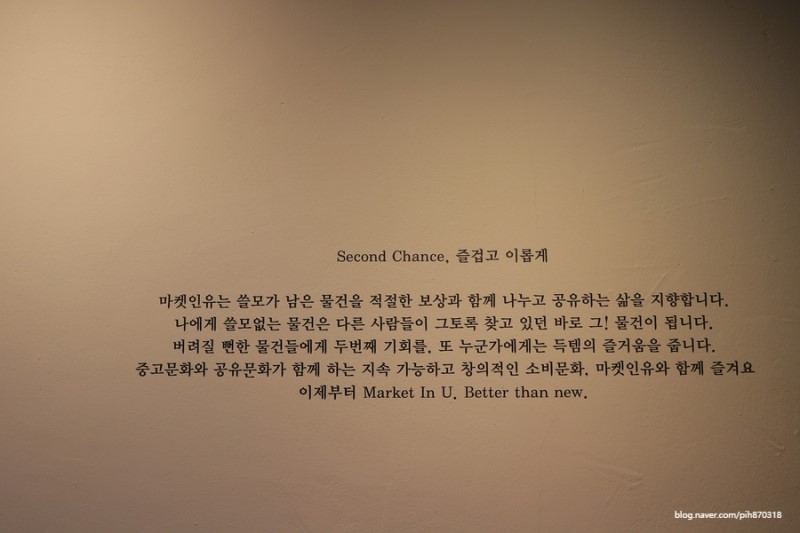 Second Chance, 즐겁고 이롭게
마켓인유는 쓸모가 남은 물건을 적절한 보상과 함께 나누고 공유하는 삶을 지향합니다.
나에게 쓸모없는 물건은 다른 사람들이 그토록 찾고 있던 바로 그! 물건이 됩니다.
버려질 뻔한 물건들에게 두번째 기회를, 또 누군가에게는 득템의 즐거움을 줍니다.
중고문화와 공유문화가 함께 하는 지속 가능하고 창의적인 소비문화, 마켓인유와 함께 즐겨요
이제부터 Market In U. Better than new.
blog.naver.com/pih870318